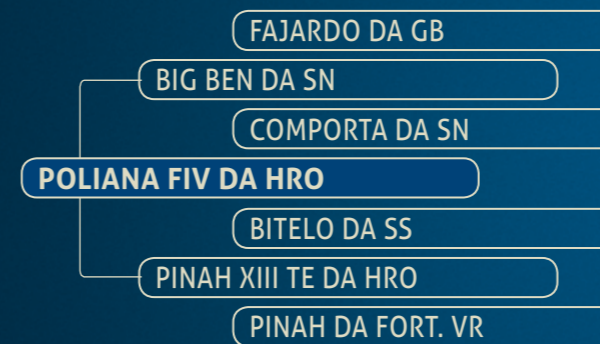 FAJARDO DA GB
BIG BEN DA SN
COMPORTA DA SN
POLIANA FIV DA HRO
BITELO DA SS
PINAH XIII TE DA HRO
PINAH DA FORT. VR